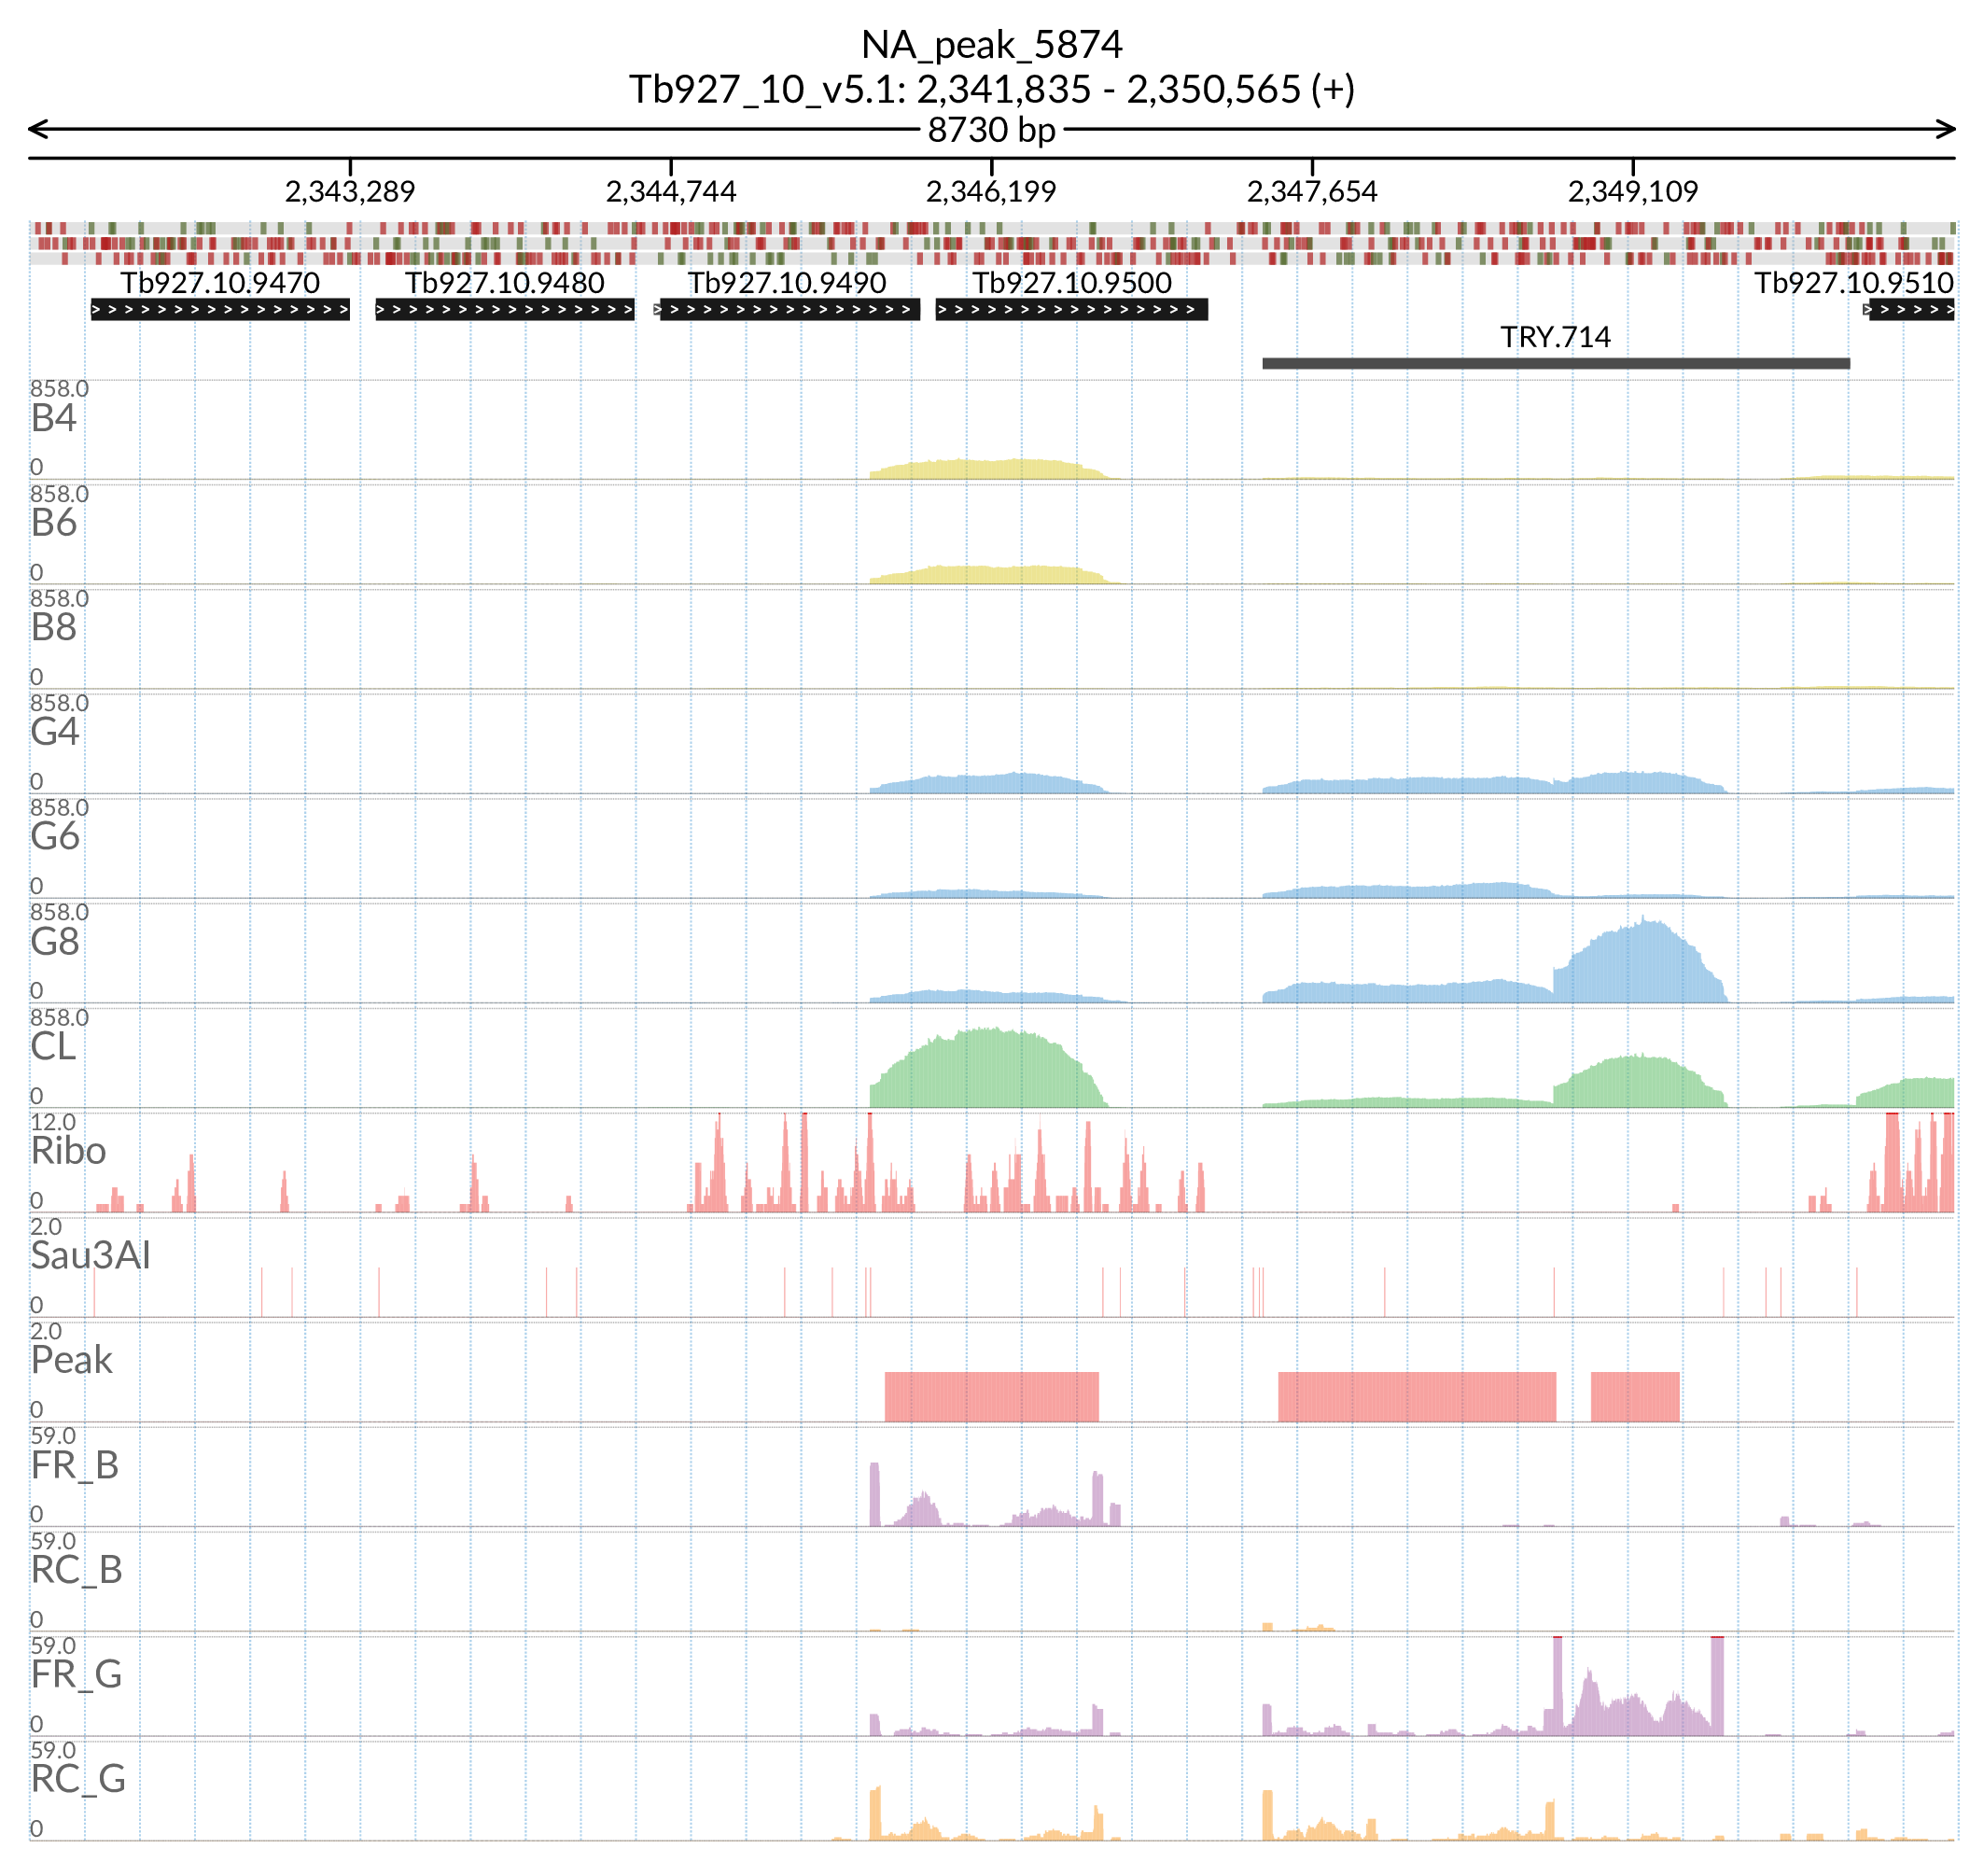 NA_peak_5874
Tb927_10_v5.1: 2,341,835 - 2,350,565 (+)
8730 bp
2,343,289 2,344,744 2,346,199 2,347,654 2,349,109
Tb927.10.9470 Tb927.10.9480 Tb927.10.9490 Tb927.10.9500 Tb927.10.9510
TRY.714
858.0
B4
0
858.0
B6
0
858.0
B8
0
858.0
G4
0
858.0
G6
0
858.0
G8
0
858.0
CL
0
12.0
Ribo
0
2.0
Sau3AI
0
2.0
Peak
0
59.0
FR_B
0
59.0
RC_B
0
59.0
FR_G
0
59.0
RC_G
0